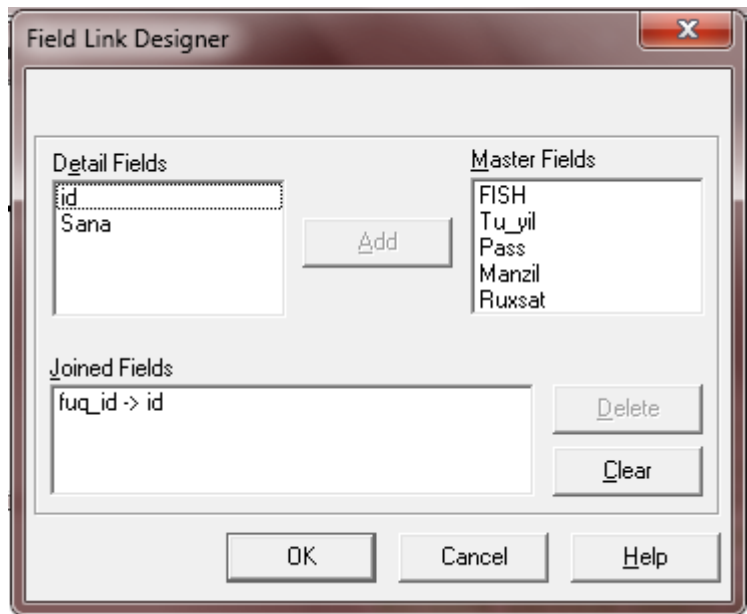 Field Link Designer
Detail Fields
Master Fields
id
Sana
Add
FISH
Tu_yil
Pass
Manzil
Ruxsat
Joined Fields
fuq_id -> id
Delete
Clear
OK
Cancel
Help